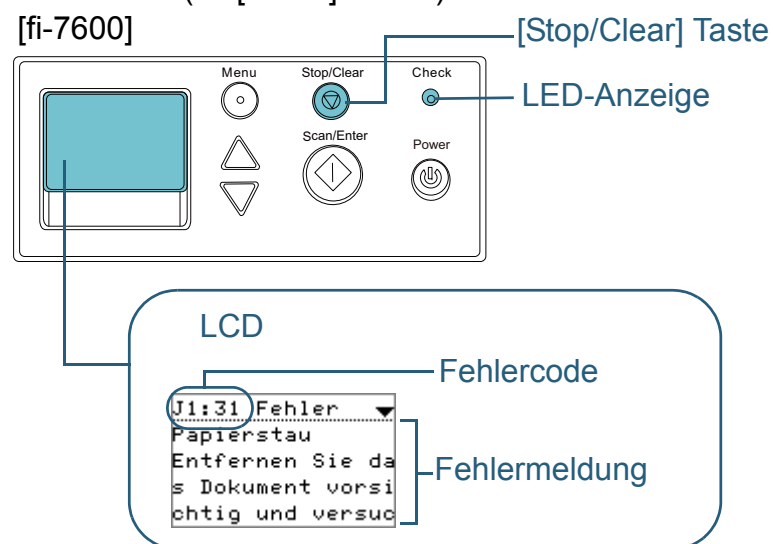 [fi-7600]
[Stop/Clear] Taste
Menu Stop/Clear Check
LED-Anzeige
Scan/Enter
Power
LCD
Fehlercode
J1:31 Fehler
Papierstau
Entfernen Sie da
s Dokument vorsi
chtig und versuc
Fehlermeldung